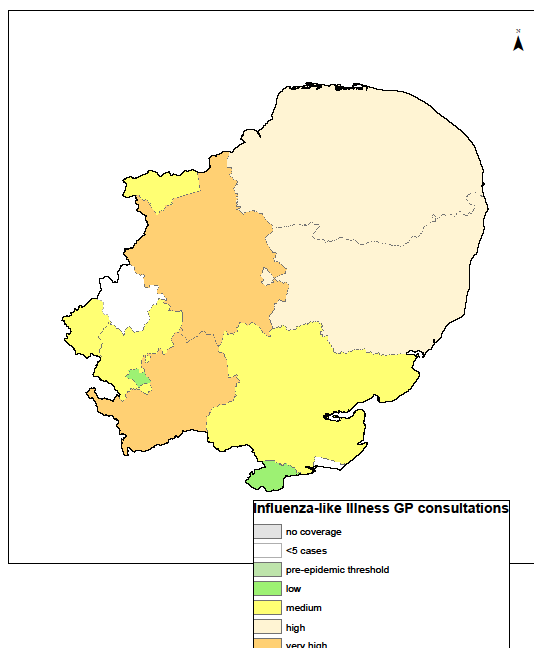 N
Influenza-like Illness GP consultations
no coverage
<5 cases
pre-epidemic threshold
low
medium
high
very high